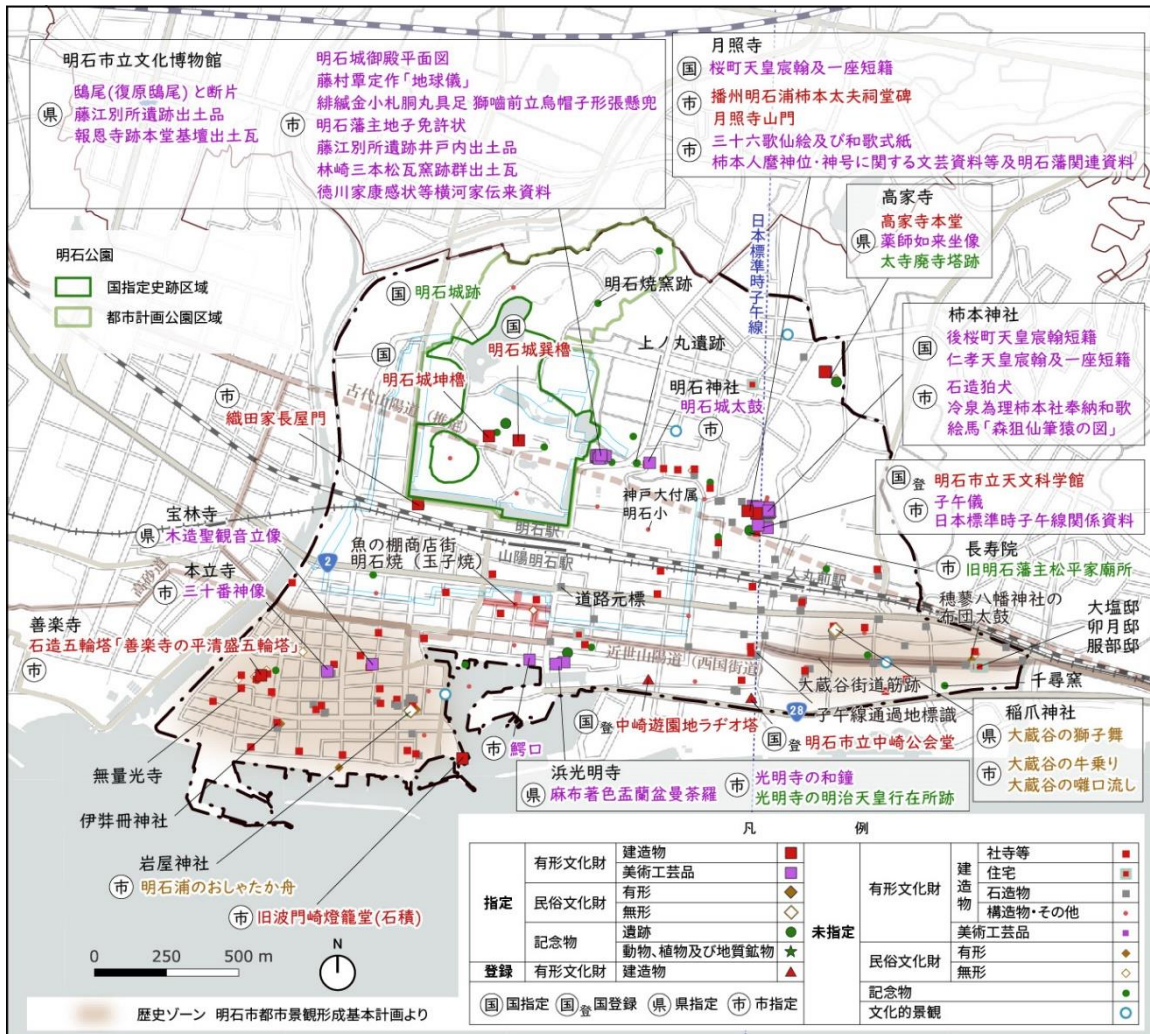 明石市立文化博物館
県
鴟尾(復原鴟尾)と断片
藤江別所遺跡出土品
報恩寺跡本堂基壇出土瓦
市
明石城御殿平面図
藤村覃定作「地球儀」
緋縅金小札胴丸具足 獅噛前立烏帽子形張懸兜
明石藩主地子免許状
藤江別所遺跡井戸内出土品
林崎三本松瓦窯跡群出土瓦
徳川家康感状等横河家伝来資料
月照寺
国 桜町天皇宸翰及一座短籍
市 播州明石浦柿本太夫祠堂碑
月照寺山門
市 三十六歌仙絵及び和歌式紙
柿本人麿神位・神号に関する文芸資料等及明石藩関連資料
高家寺
高家寺本堂
県 薬師如来坐像
太寺廃寺塔跡
柿本神社
国 後桜町天皇宸翰短籍
仁孝天皇宸翰及一座短籍
市 石造狛犬
冷泉為理柿本社奉納和歌
絵馬「森狙仙筆猿の図」
国登 明石市立天文科学館
市 子午儀
日本標準時子午線関係資料
長寿院
市 旧明石藩主松平家廟所
穂蓼八幡神社の
布団太鼓
大塩邸
卯月邸
服部邸
千尋窯
稲爪神社
県 大蔵谷の獅子舞
市 大蔵谷の牛乗り
大蔵谷の囃口流し
明石公園
国指定史跡区域
都市計画公園区域
国 明石城跡
国 明石城巽櫓
国 明石城坤櫓
明石焼窯跡
上ノ丸遺跡
明石神社
明石城太鼓
市
日本標準時子午線
古代山陽道(推定)
市
織田家長屋門
神戸大付属
明石小
明石駅
山陽明石駅
人丸前駅
宝林寺
県 木造聖観音立像
本立寺
市 三十番神像
高砂道
2
魚の棚商店街
明石焼(玉子焼)
道路元標
近世山陽道(西国街道)
大蔵谷街道筋跡
28
子午線通過地標識
善楽寺
石造五輪塔「善楽寺の平清盛五輪塔」
市
国登 中崎遊園地ラヂオ塔
国登 明石市立中崎公会堂
市 鰐口
浜光明寺
県 麻布著色盂蘭盆曼荼羅
市 光明寺の和鐘
光明寺の明治天皇行在所跡
無量光寺
伊弉冊神社
岩屋神社
市 明石浦のおしゃたか舟
市 旧波門崎燈籠堂(石積)
0 250 500 m
N
歴史ゾーン 明石市都市景観形成基本計画より
凡 例
指定
有形文化財
建造物
美術工芸品
民俗文化財
有形
無形
記念物
遺跡
動物、植物及び地質鉱物
登録
有形文化財
建造物
国 国指定 国登 国登録 県 県指定 市 市指定
未指定
有形文化財
建造物
社寺等
住宅
石造物
構造物・その他
美術工芸品
民俗文化財
有形
無形
記念物
文化的景観